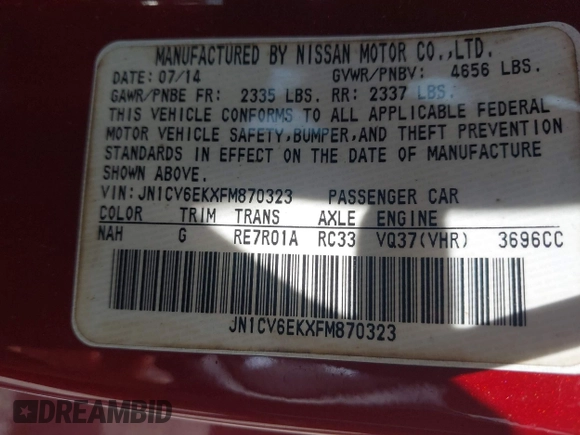 MANUFACTURED BY NISSAN MOTOR CO.,LTD.
DATE: 07/14 GVWR/PNBV: 4656 LBS.
GAWR/PNBE FR: 2335 LBS. RR: 2337 LBS.
THIS VEHICLE CONFORMS TO ALL APPLICABLE FEDERAL
MOTOR VEHICLE SAFETY,BUMPER,AND THEFT PREVENTION
STANDARDS IN EFFECT ON THE DATE OF MANUFACTURE
SHOWN ABOVE.
VIN: JN1CV6EKXFM870323 PASSENGER CAR
COLOR TRIM TRANS AXLE ENGINE
NAH G RE7R01A RC33 VQ37(VHR) 3696CC
JN1CV6EKXFM870323
DREAMBID